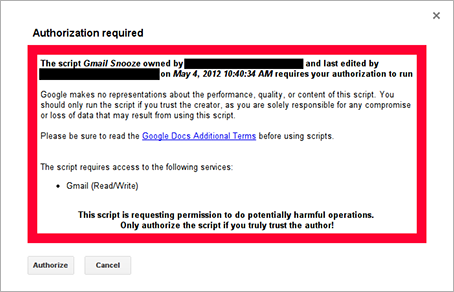 Authorization required
The script Gmail Snooze owned by and last edited by
on May 4, 2012 10:40:34 AM requires your authorization to run
Google makes no representations about the performance, quality, or content of this script. You
should only run the script if you trust the creator, as you are solely responsible for any compromise
or loss of data that may result from using this script.
Please be sure to read the Google Docs Additional Terms before using scripts.
The script requires access to the following services:
• Gmail (Read/Write)
This script is requesting permission to do potentially harmful operations.
Only authorize the script if you truly trust the author!
Authorize Cancel